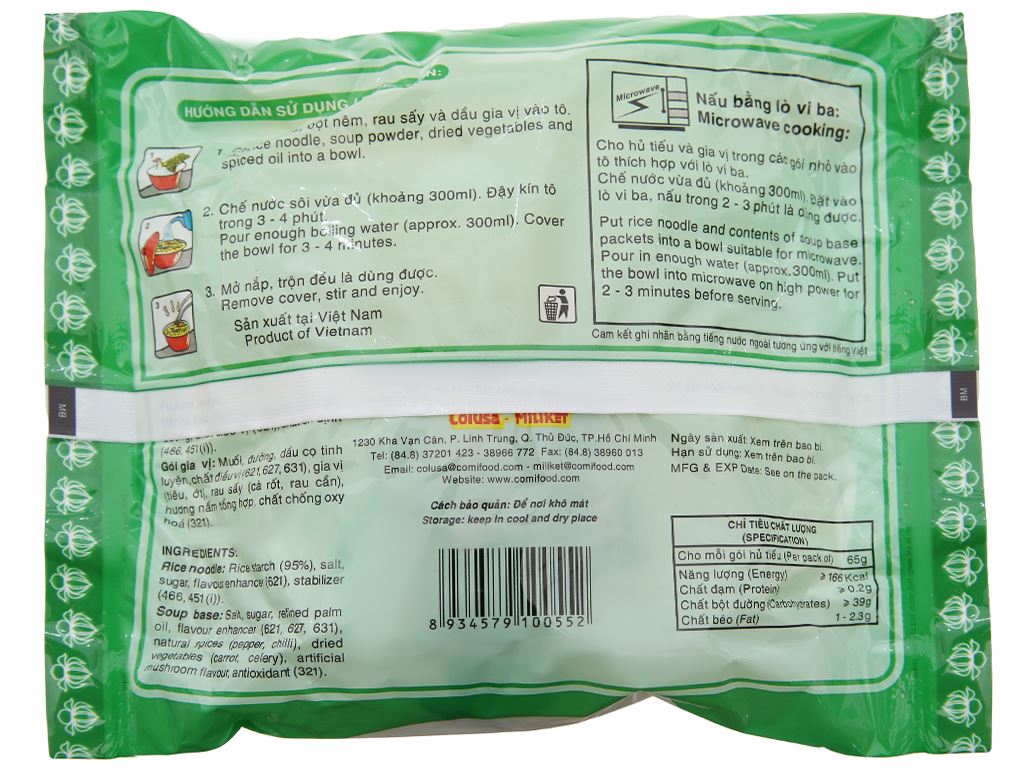 HƯỚNG DẪN SỬ DỤNG
bột nêm, rau sấy và dầu gia vị vào tô.
1. noodle, soup powder, dried vegetables and
spiced oil into a bowl.
2. Chế nước sôi vừa đủ (khoảng 300ml). Đậy kín tô
trong 3 - 4 phút.
Pour enough boiling water (approx. 300ml). Cover
the bowl for 3 - 4 minutes.
3. Mở nắp, trộn đều là dùng được.
Remove cover, stir and enjoy.
Sản xuất tại Việt Nam
Product of Vietnam
1
2
3
Microwave
Nấu bằng lò vi ba:
Microwave cooking:
Cho hủ tiếu và gia vị trong các gói nhỏ vào
tô thích hợp với lò vi ba.
Chế nước vừa đủ (khoảng 300ml). Đặt vào
lò vi ba, nấu trong 2 - 3 phút là dùng được.
Put rice noodle and contents of soup base
packets into a bowl suitable for microwave.
Pour in enough water (approx.300ml). Put
the bowl into microwave on high power for
2 - 3 minutes before serving.
Cam kết ghi nhãn bằng tiếng nước ngoài tương ứng với tiếng Việt
BM
BM
(466, 451(i)).
Gói gia vị: Muối, đường, dầu cọ tinh
luyện, chất điều vị (621, 627, 631), gia vị
(tiêu, ớt), rau sấy (cà rốt, rau cần),
hương nấm tổng hợp, chất chống oxy
hoá (321).
INGREDIENTS:
Rice noodle: Rice starch (95%), salt,
sugar, flavour enhance (621), stabilizer
(466, 451(i)).
Soup base: Salt, sugar, refined palm
oil, flavour enhancer (621, 627, 631),
natural spices (pepper, chilli), dried
vegetables (carrot, celery), artificial
mushroom flavour, antioxidant (321).
Colusa - MILIKET
1230 Kha Vạn Cân, P. Linh Trung, Q. Thủ Đức, TP.Hồ Chí Minh
Tel: (84.8) 37201 423 - 38966 772 Fax: (84.8) 38960 013
Email: colusa@comifood.com - miliket@comifood.com
Website: www.comifood.com
Cách bảo quản: Để nơi khô mát
Storage: keep in cool and dry place
8 934579 100552
Ngày sản xuất: Xem trên bao bì.
Hạn sử dụng: Xem trên bao bì.
MFG & EXP Date: See on the pack.
CHỈ TIÊU CHẤT LƯỢNG
(SPECIFICATION)
Cho mỗi gói hủ tiếu (Per pack of) 65g
Năng lượng (Energy) ≥ 166 Kcal
Chất đạm (Protein) ≥ 0.2g
Chất bột đường (Carbohydrates) ≥ 39g
Chất béo (Fat) 1 - 2.3g